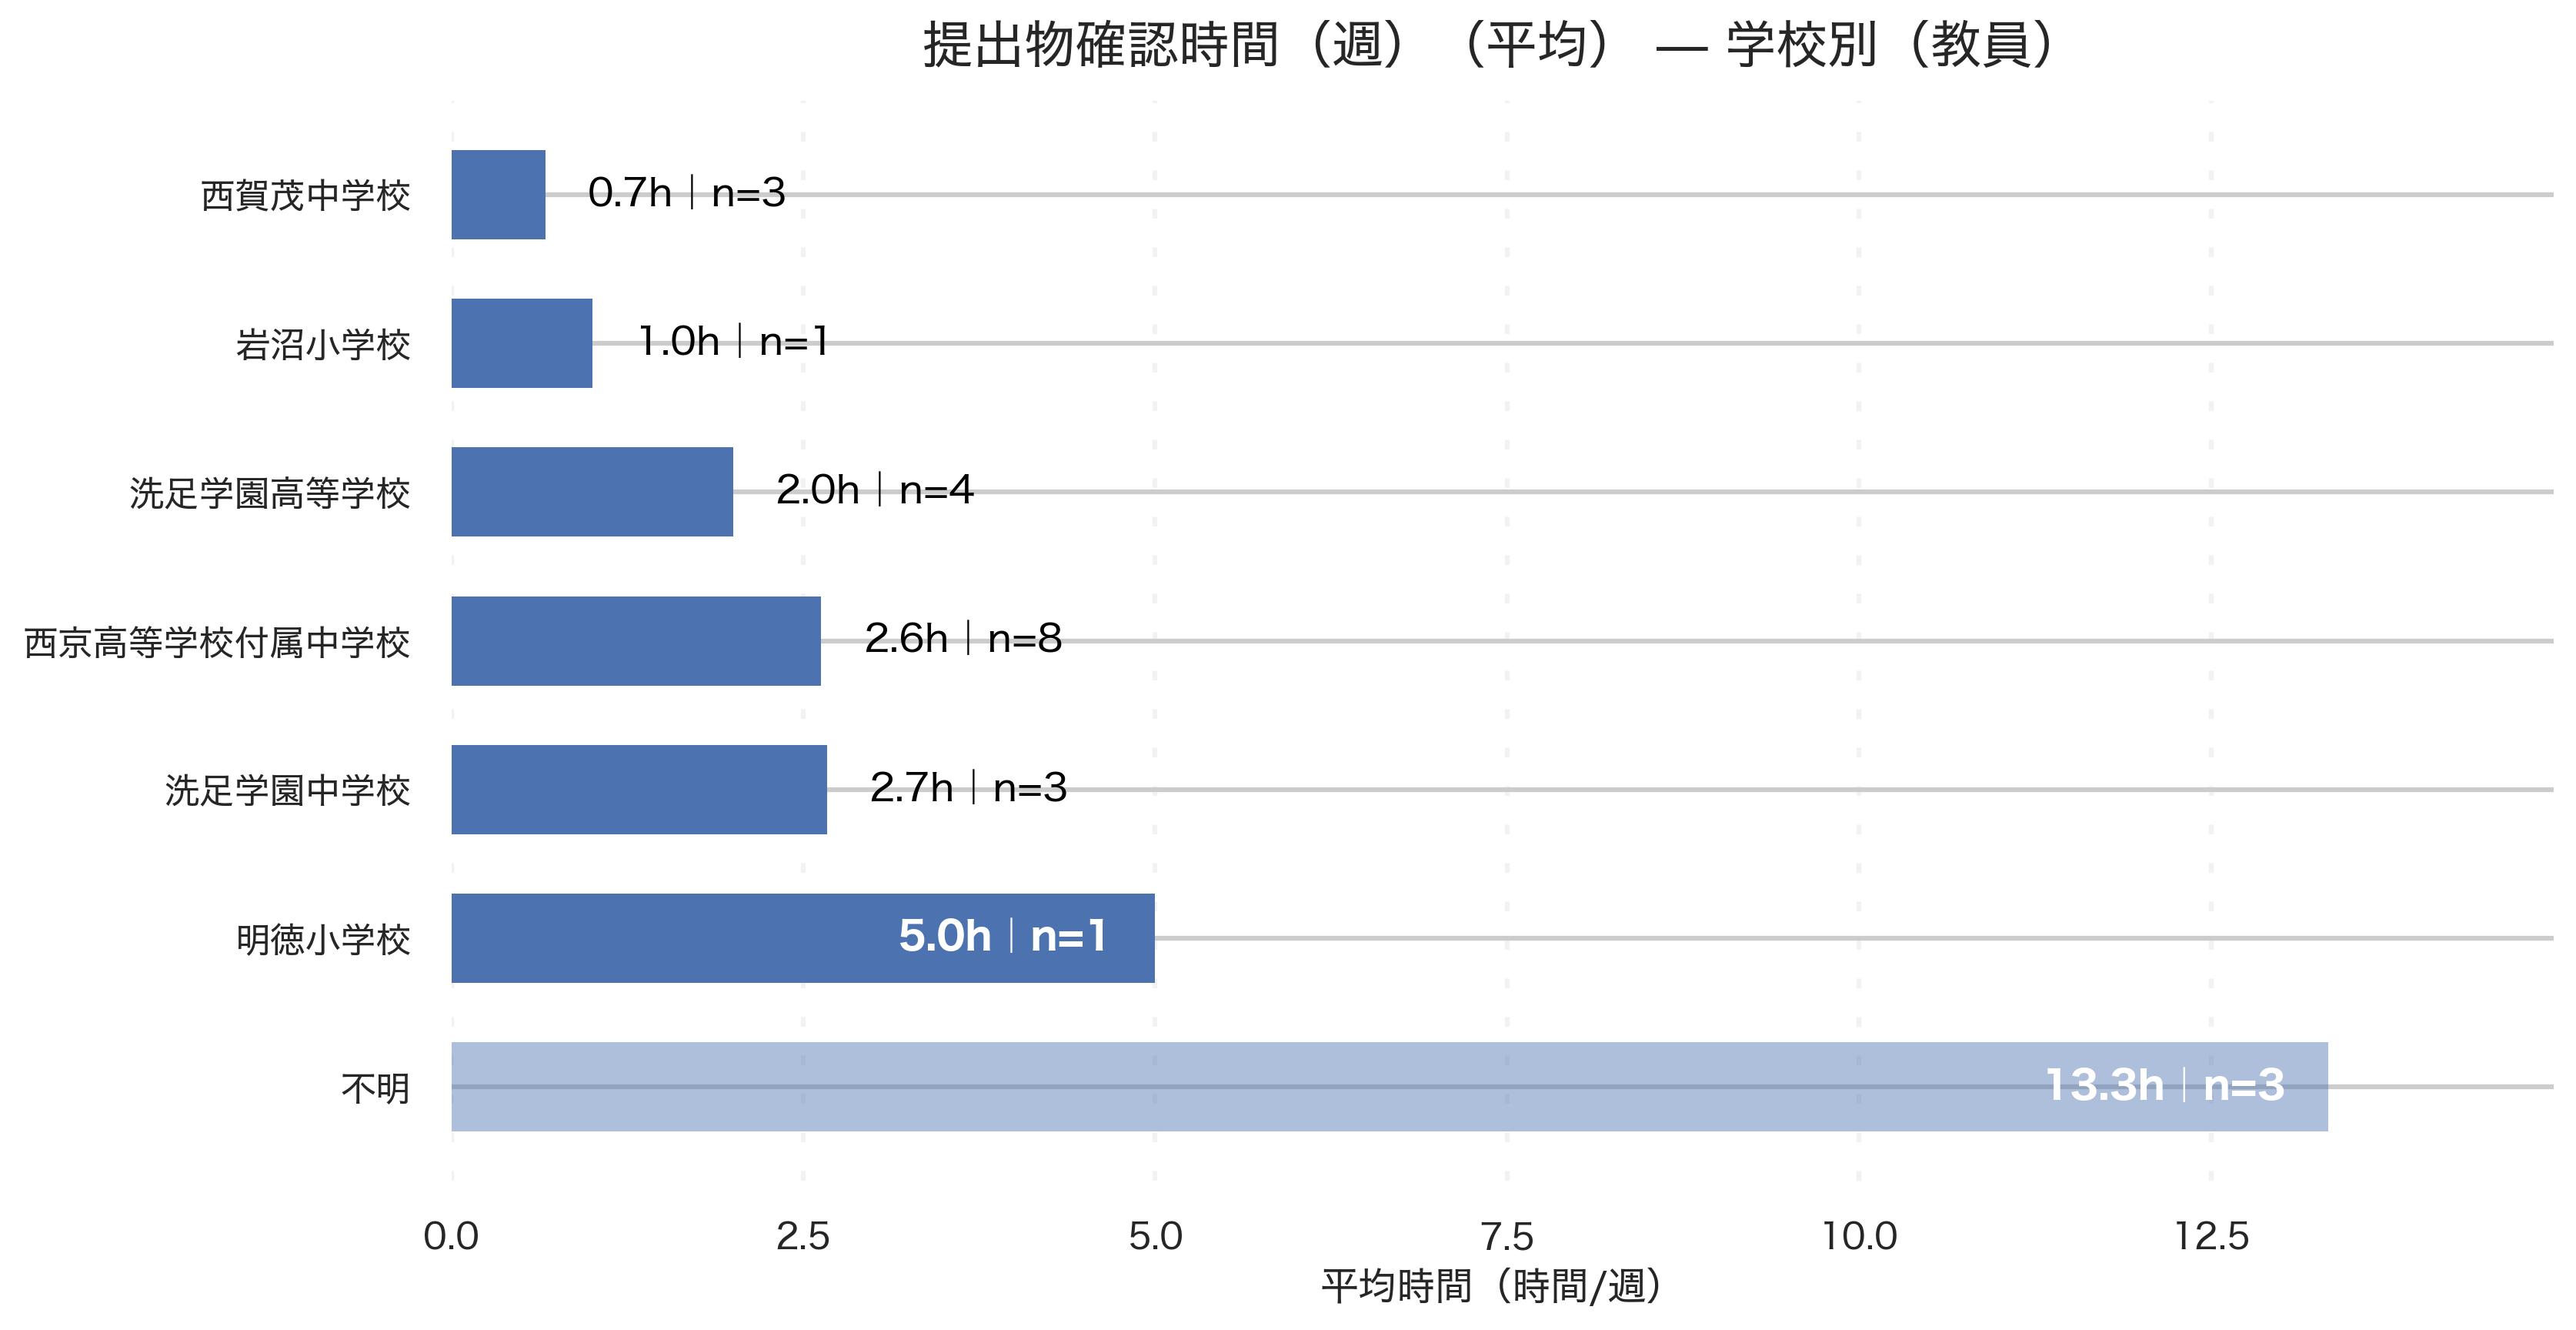 提出物確認時間（週）（平均） — 学校別（教員）
西賀茂中学校 0.7h｜n=3
岩沼小学校 1.0h｜n=1
洗足学園高等学校 2.0h｜n=4
西京高等学校付属中学校 2.6h｜n=8
洗足学園中学校 2.7h｜n=3
明徳小学校 5.0h｜n=1
不明 13.3h｜n=3
0.0 2.5 5.0 7.5 10.0 12.5
平均時間（時間/週）